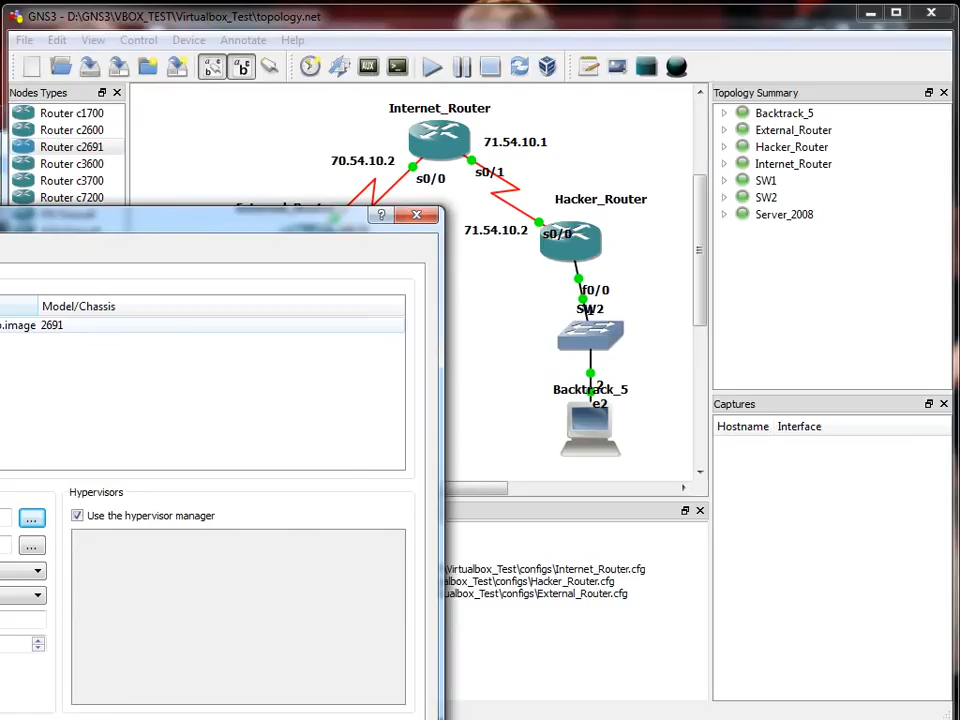 GNS3 - D:\GNS3\VBOX_TEST\Virtualbox_Test\topology.net
File Edit View Control Device Annotate Help
Nodes Types
Router c1700
Router c2600
Router c2691
Router c3600
Router c3700
Router c7200
Internet_Router
70.54.10.2
71.54.10.1
s0/0
s0/1
Hacker_Router
71.54.10.2
s0/0
f0/0
SW2
1
2
Backtrack_5
e2
Topology Summary
Backtrack_5
External_Router
Hacker_Router
Internet_Router
SW1
SW2
Server_2008
Captures
Hostname Interface
Model/Chassis
.image 2691
Hypervisors
Use the hypervisor manager
Virtualbox_Test\configs\Internet_Router.cfg
ualbox_Test\configs\Hacker_Router.cfg
ualbox_Test\configs\External_Router.cfg